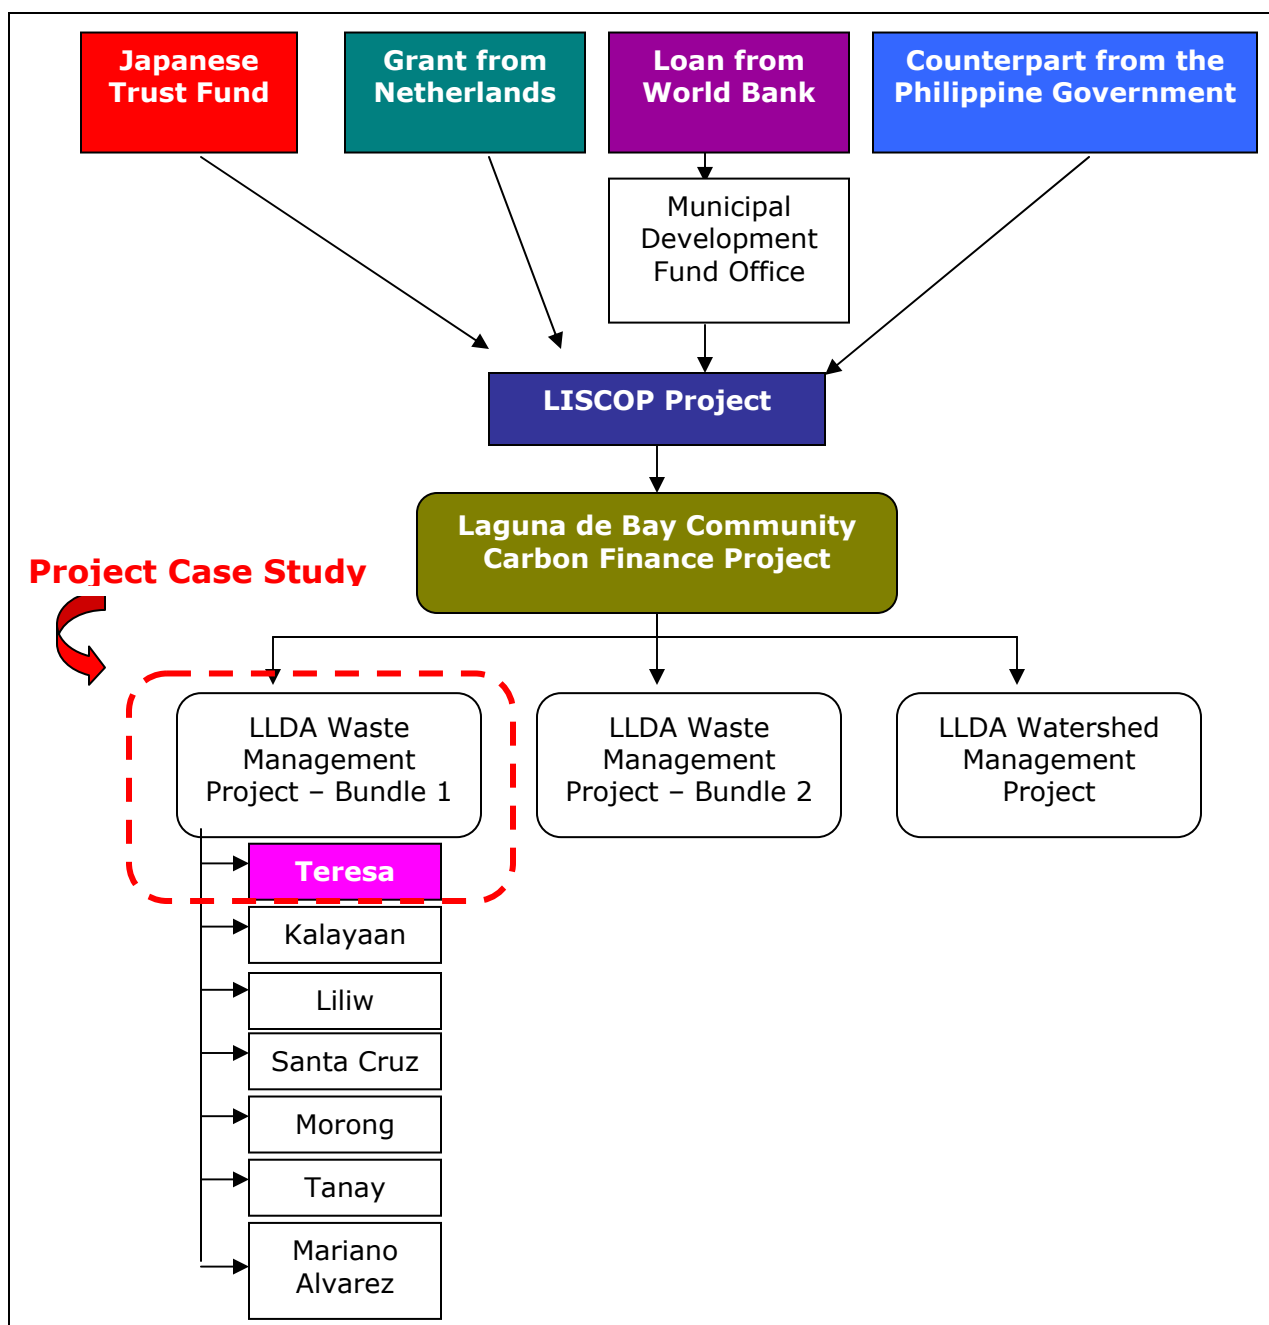 Japanese
Trust Fund
Grant from
Netherlands
Loan from
World Bank
Counterpart from the
Philippine Government
Municipal
Development
Fund Office
LISCOP Project
Laguna de Bay Community
Carbon Finance Project
Project Case Study
LLDA Waste
Management
Project – Bundle 1
LLDA Waste
Management
Project – Bundle 2
LLDA Watershed
Management
Project
Teresa
Kalayaan
Liliw
Santa Cruz
Morong
Tanay
Mariano
Alvarez